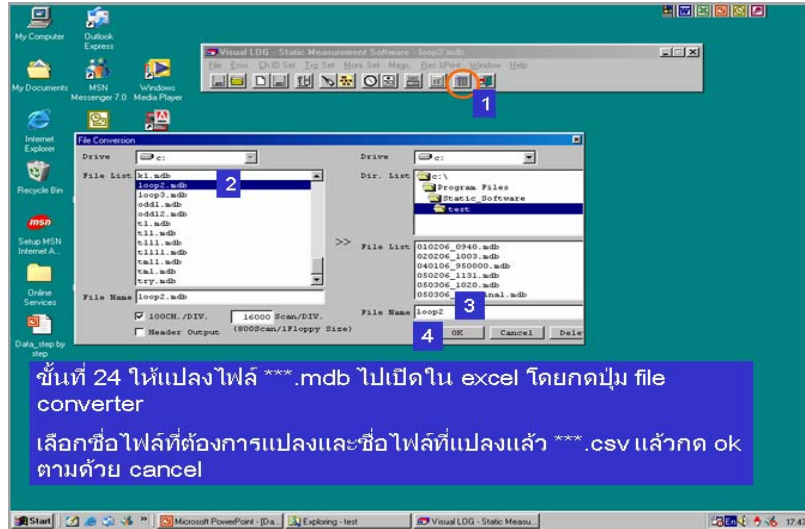 My Computer
Outlook Express
My Documents
MSN Messenger 7.0
Windows Media Player
Internet Explorer
Recycle Bin
msn
Setup MSN Internet A...
Online Services
Data_step by step
Visual LOG - Static Measurement Software - loop2.mdb
File Envi. Ch.ID Set Trg Set Mors Set Meas. Rec.&Print Window Help
1
File Conversion
Drive c:
Drive c:
File List
k1.mdb
loop2.mdb
2
loop3.mdb
odd1.mdb
odd12.mdb
t1.mdb
t11.mdb
t111.mdb
t1111.mdb
tm11.mdb
tm1.mdb
try.mdb
>>
Dir. List
c:\
Program Files
Static_Software
test
File List
010206_0940.mdb
020206_1003.mdb
040106_950000.mdb
050206_1131.mdb
050306_1020.mdb
File Name loop2.mdb
File Name loop2
3
100CH./DIV.
16000 Scan/DIV.
Header Output
(800Scan/1Floppy Size)
4
OK
Cancel
Dele
ขั้นที่ 24 ให้แปลงไฟล์ ***.mdb ไปเปิดใน excel โดยกดปุ่ม file
converter
เลือกชื่อไฟล์ที่ต้องการแปลงและชื่อไฟล์ที่แปลงแล้ว ***.csv แล้วกด ok
ตามด้วย cancel
Start
Microsoft PowerPoint - [Da...
Exploring - test
Visual LOG - Static Measu...
En
17:47